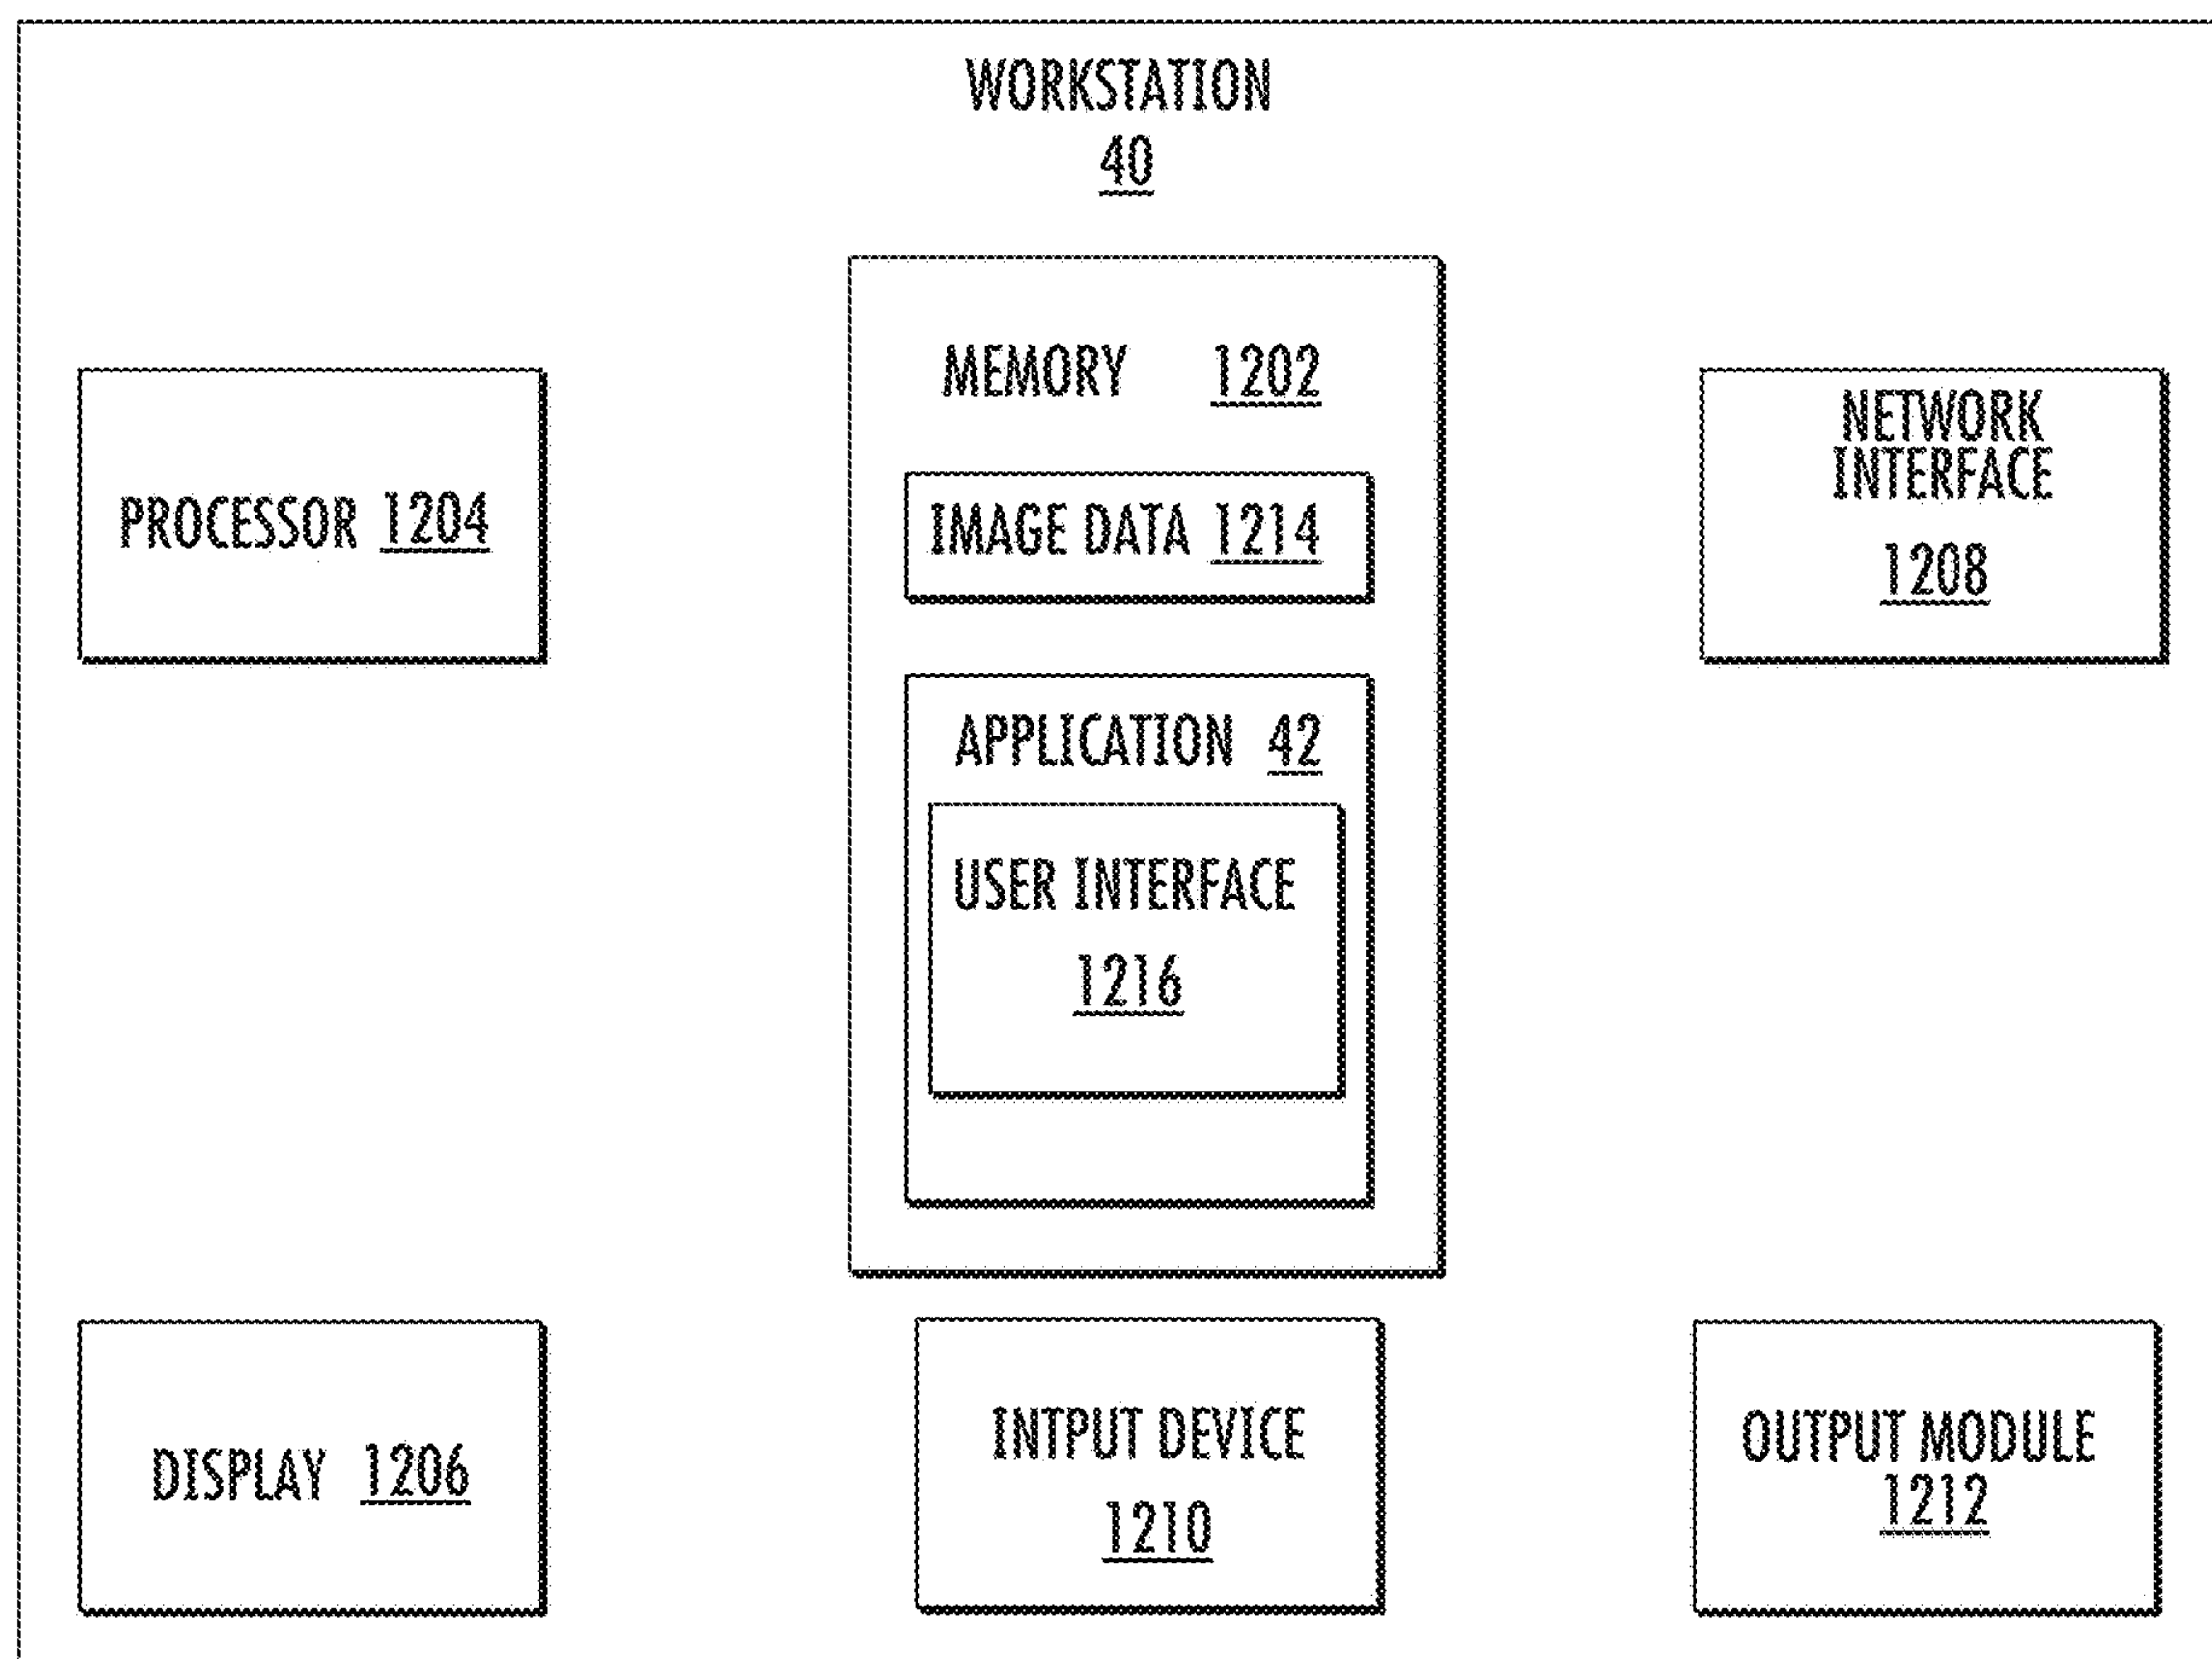 WORKSTATION
40
MEMORY 1202
PROCESSOR 1204
IMAGE DATA 1214
NETWORK
INTERFACE
1208
APPLICATION 42
USER INTERFACE
1216
DISPLAY 1206
INTPUT DEVICE
1210
OUTPUT MODULE
1212